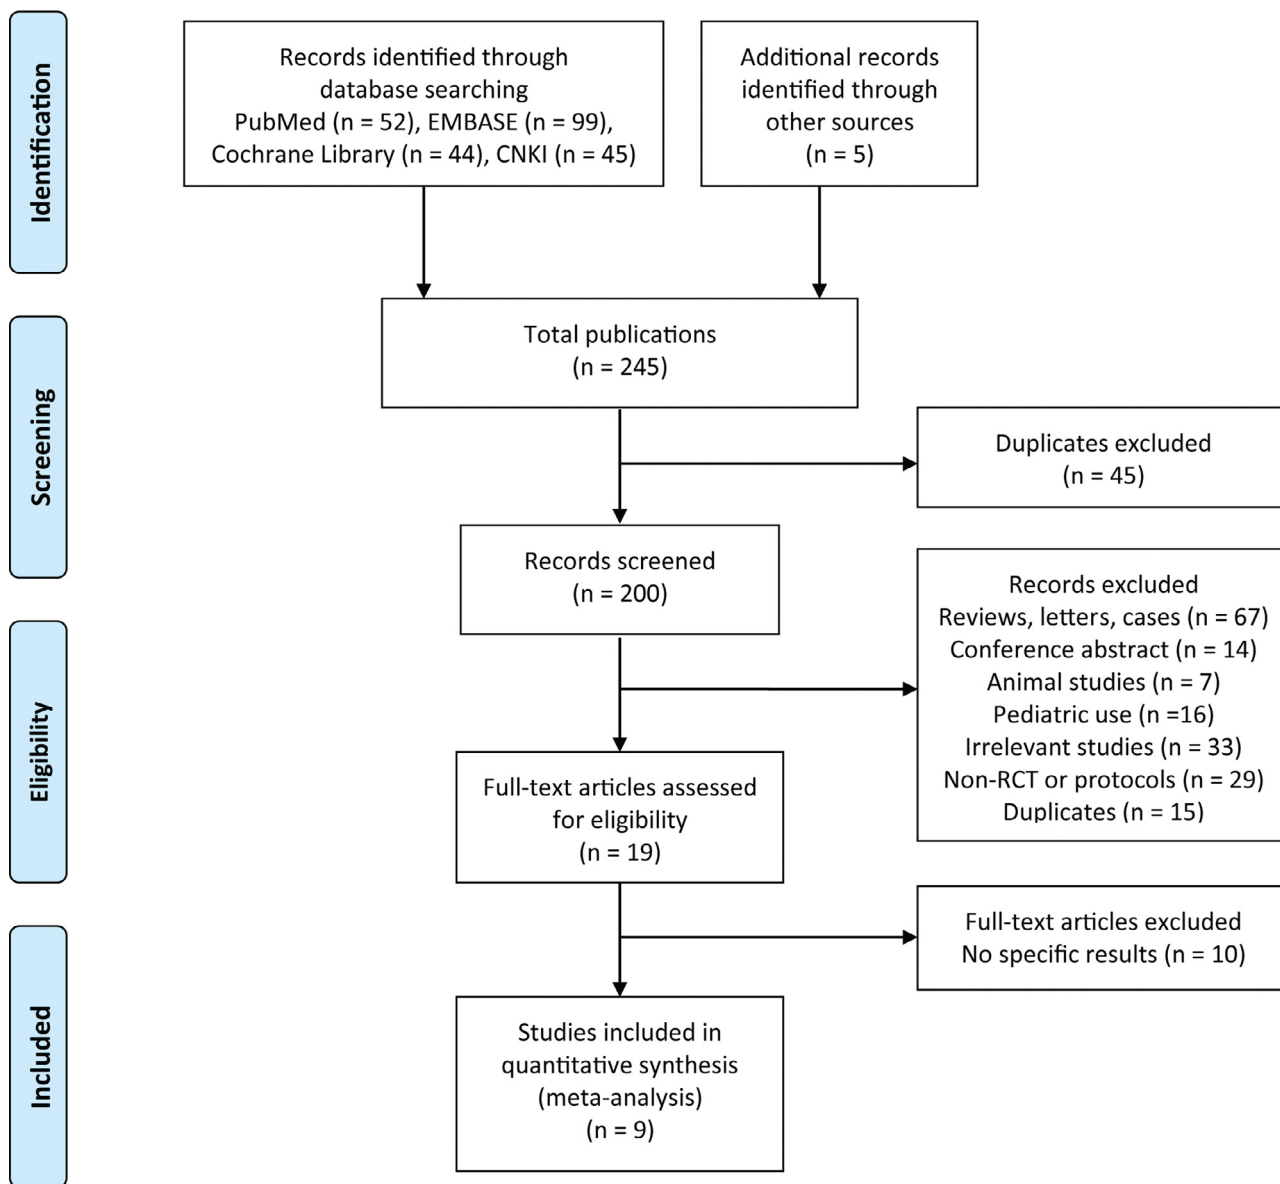 Identification
Records identified through
database searching
PubMed (n = 52), EMBASE (n = 99),
Cochrane Library (n = 44), CNKI (n = 45)
Additional records
identified through
other sources
(n = 5)
Screening
Total publications
(n = 245)
Duplicates excluded
(n = 45)
Records screened
(n = 200)
Records excluded
Reviews, letters, cases (n = 67)
Conference abstract (n = 14)
Animal studies (n = 7)
Pediatric use (n =16)
Irrelevant studies (n = 33)
Non-RCT or protocols (n = 29)
Duplicates (n = 15)
Eligibility
Full-text articles assessed
for eligibility
(n = 19)
Full-text articles excluded
No specific results (n = 10)
Included
Studies included in
quantitative synthesis
(meta-analysis)
(n = 9)